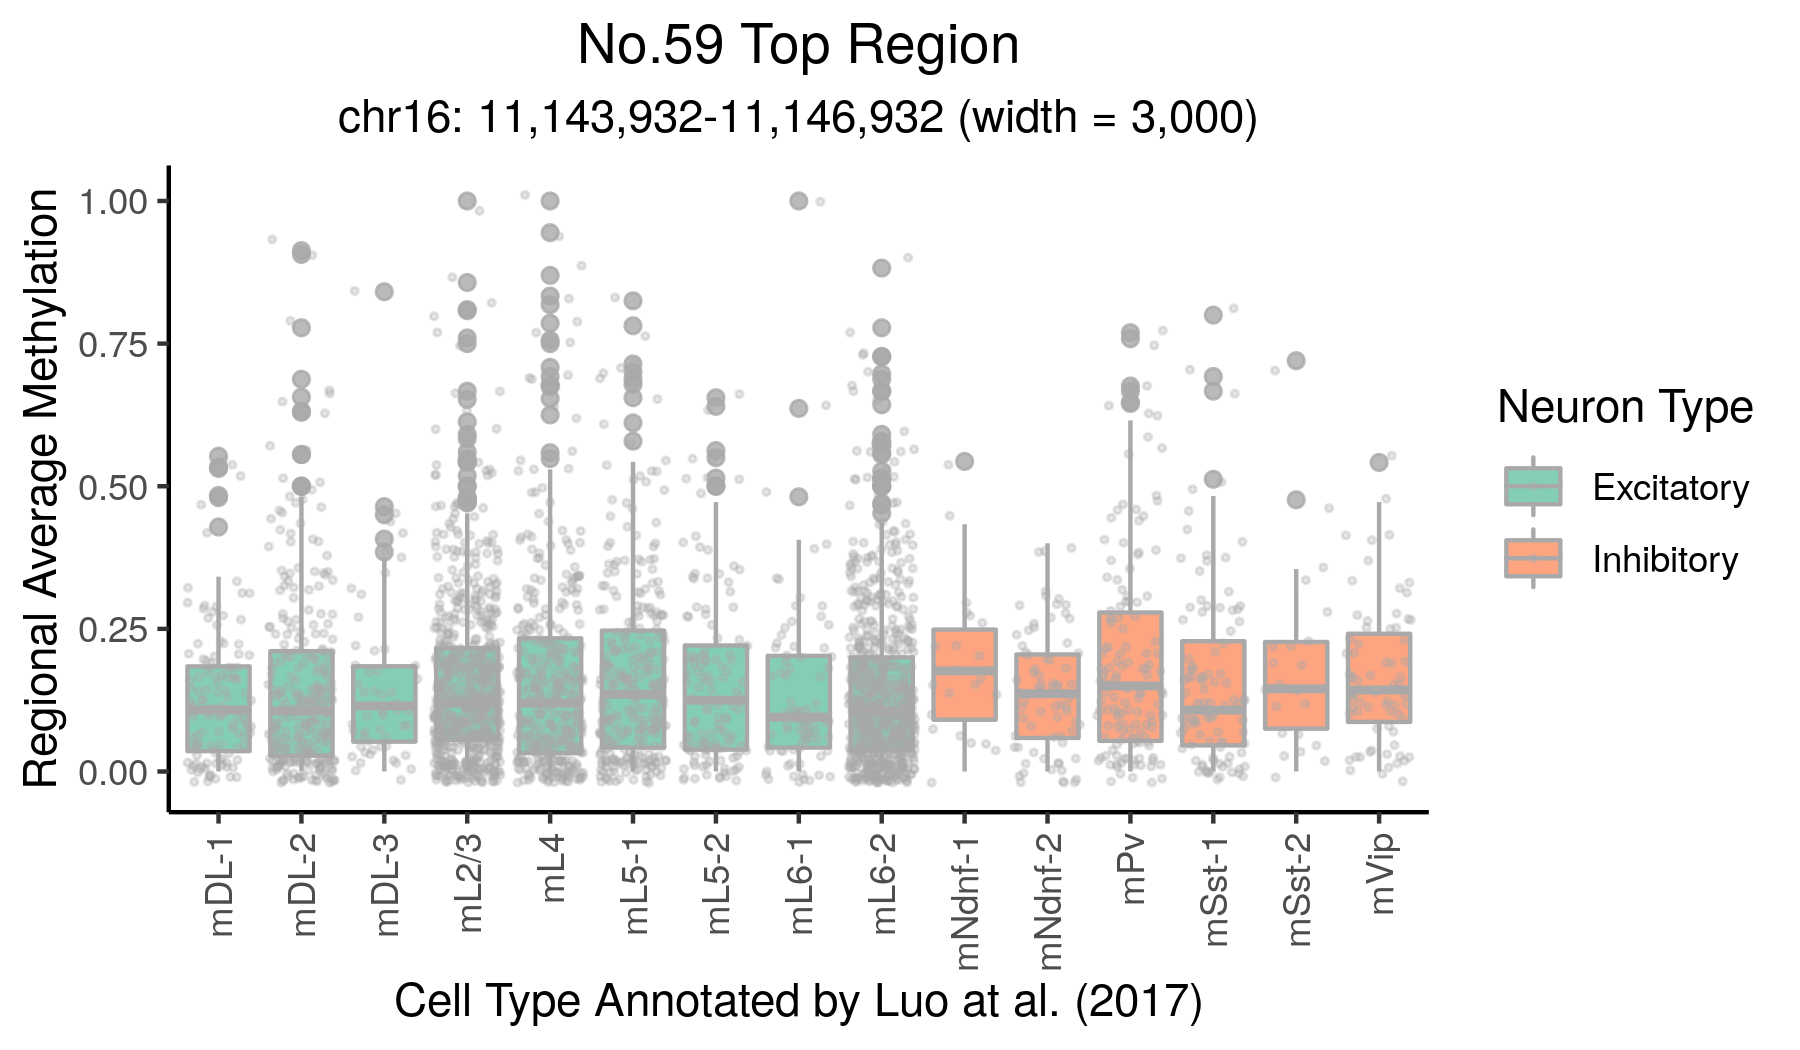 No.59 Top Region
chr16: 11,143,932-11,146,932 (width = 3,000)
Regional Average Methylation
1.00
0.75
0.50
0.25
0.00
mDL-1
mDL-2
mDL-3
mL2/3
mL4
mL5-1
mL5-2
mL6-1
mL6-2
mNdnf-1
mNdnf-2
mPv
mSst-1
mSst-2
mVip
Cell Type Annotated by Luo at al. (2017)
Neuron Type
Excitatory
Inhibitory